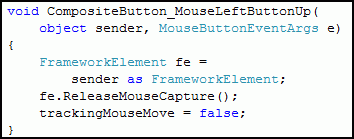 void CompositeButton_MouseLeftButtonUp(
    object sender, MouseButtonEventArgs e)
{
    FrameworkElement fe =
        sender as FrameworkElement;
    fe.ReleaseMouseCapture();
    trackingMouseMove = false;
}